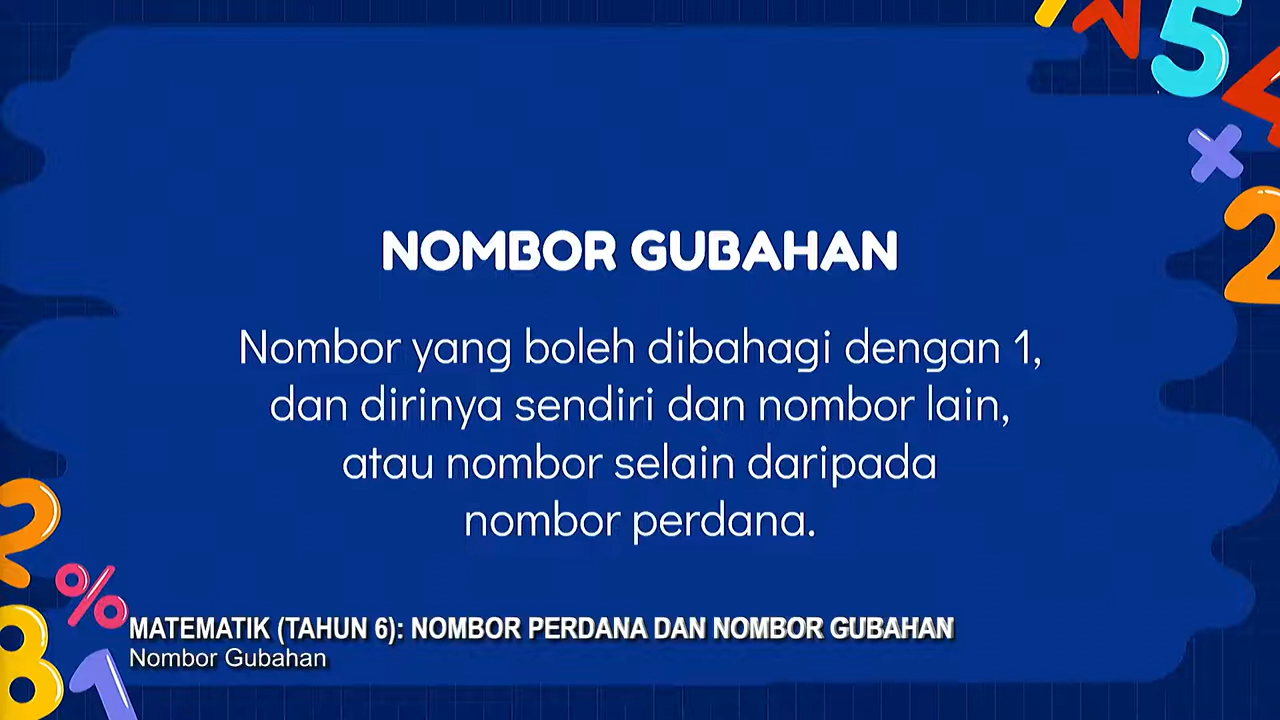 NOMBOR GUBAHAN
Nombor yang boleh dibahagi dengan 1,
dan dirinya sendiri dan nombor lain,
atau nombor selain daripada
nombor perdana.
MATEMATIK (TAHUN 6): NOMBOR PERDANA DAN NOMBOR GUBAHAN
Nombor Gubahan